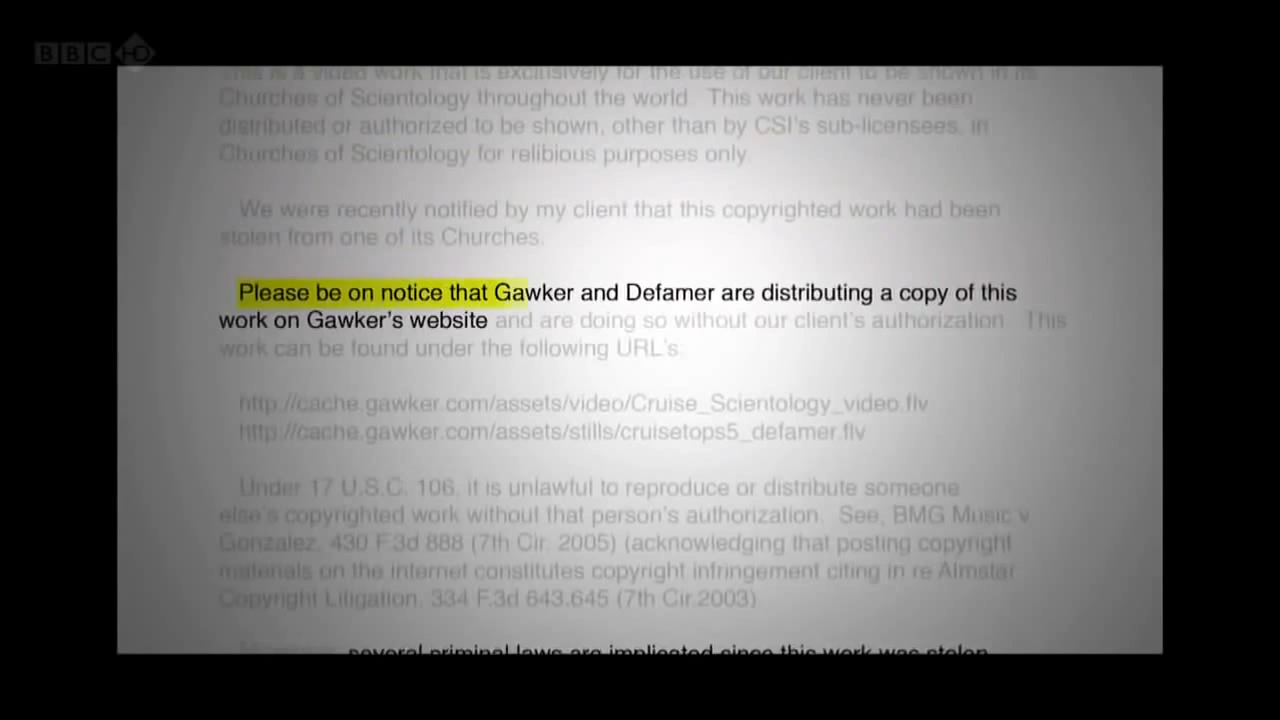 BBC HD
This is a video work that is exclusively for the use of our client to be shown in its
Churches of Scientology throughout the world. This work has never been
distributed or authorized to be shown, other than by CSI's sub-licensees, in
Churches of Scientology for relibious purposes only.
We were recently notified by my client that this copyrighted work had been
stolen from one of its Churches.
Please be on notice that Gawker and Defamer are distributing a copy of this
work on Gawker's website and are doing so without our client's authorization. This
work can be found under the following URL's:
http://cache.gawker.com/assets/video/Cruise_Scientology_video.flv
http://cache.gawker.com/assets/stills/cruisetops5_defamer.flv
Under 17 U.S.C. 106, it is unlawful to reproduce or distribute someone
else's copyrighted work without that person's authorization. See, BMG Music v.
Gonzalez, 430 F.3d 888 (7th Cir. 2005) (acknowledging that posting copyright
materials on the internet constitutes copyright infringement citing in re Almstar
Copyright Litigation, 334 F.3d 643.645 (7th Cir.2003)
several criminal laws are implicated since this work was stolen